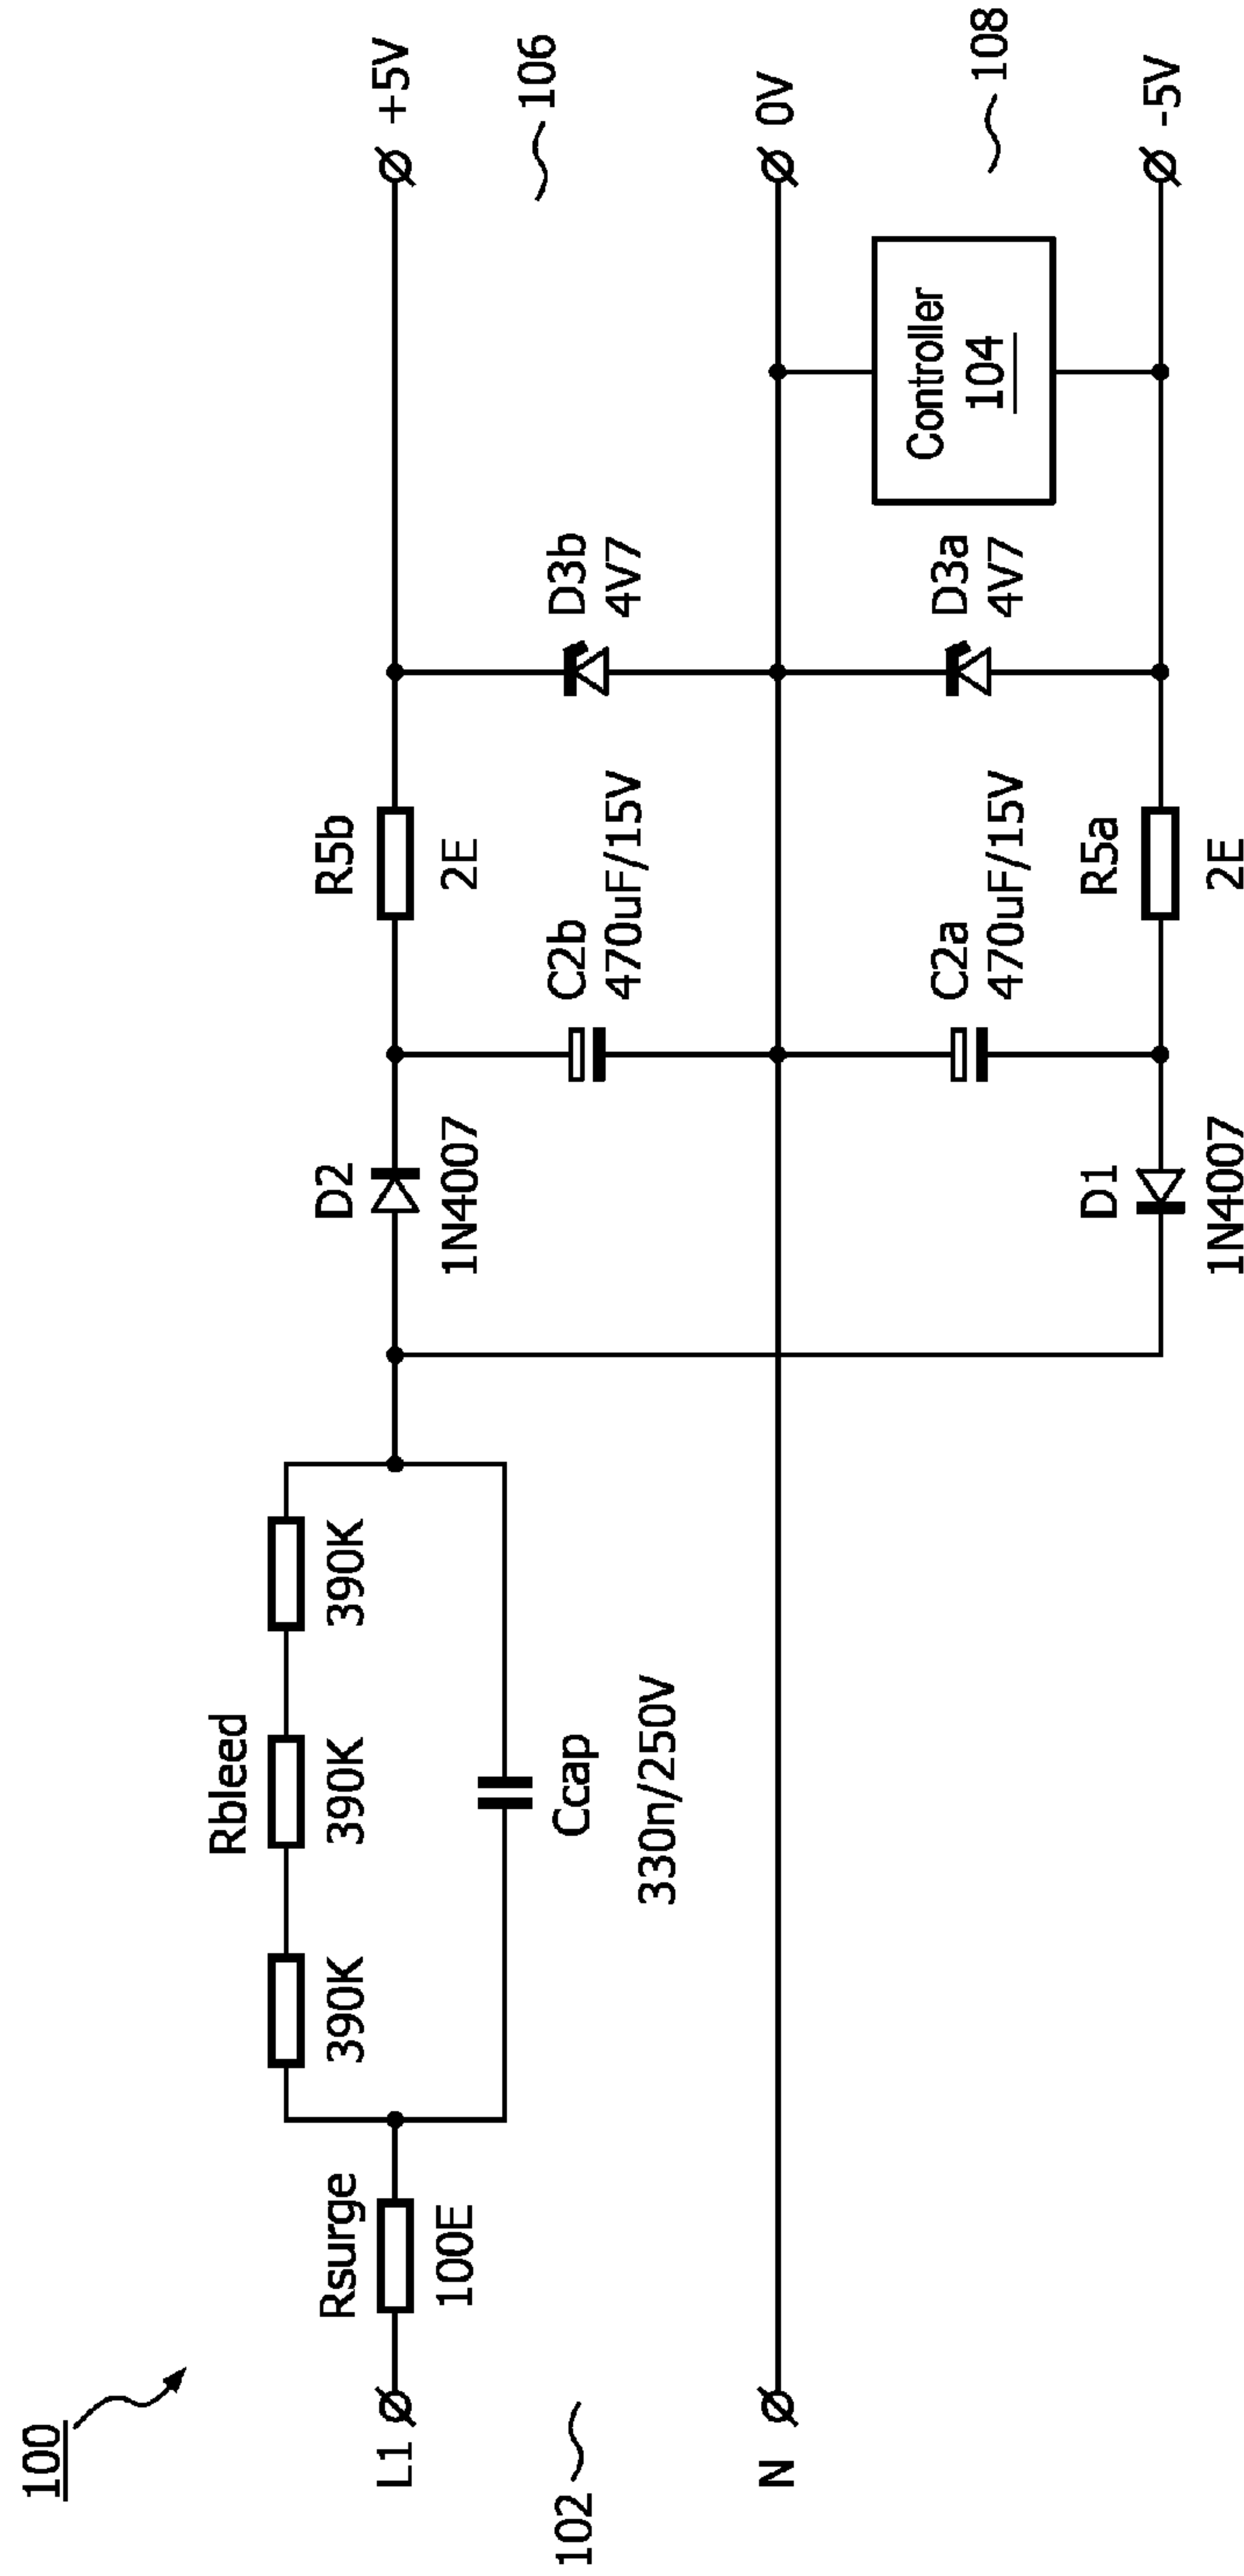 100
L1
102
N
Rsurge
100E
Rbleed
390K
390K
390K
Ccap
330n/250V
D2
1N4007
D1
1N4007
C2b
470uF/15V
C2a
470uF/15V
R5b
2E
R5a
2E
D3b
4V7
D3a
4V7
Controller
104
+5V
106
0V
108
-5V